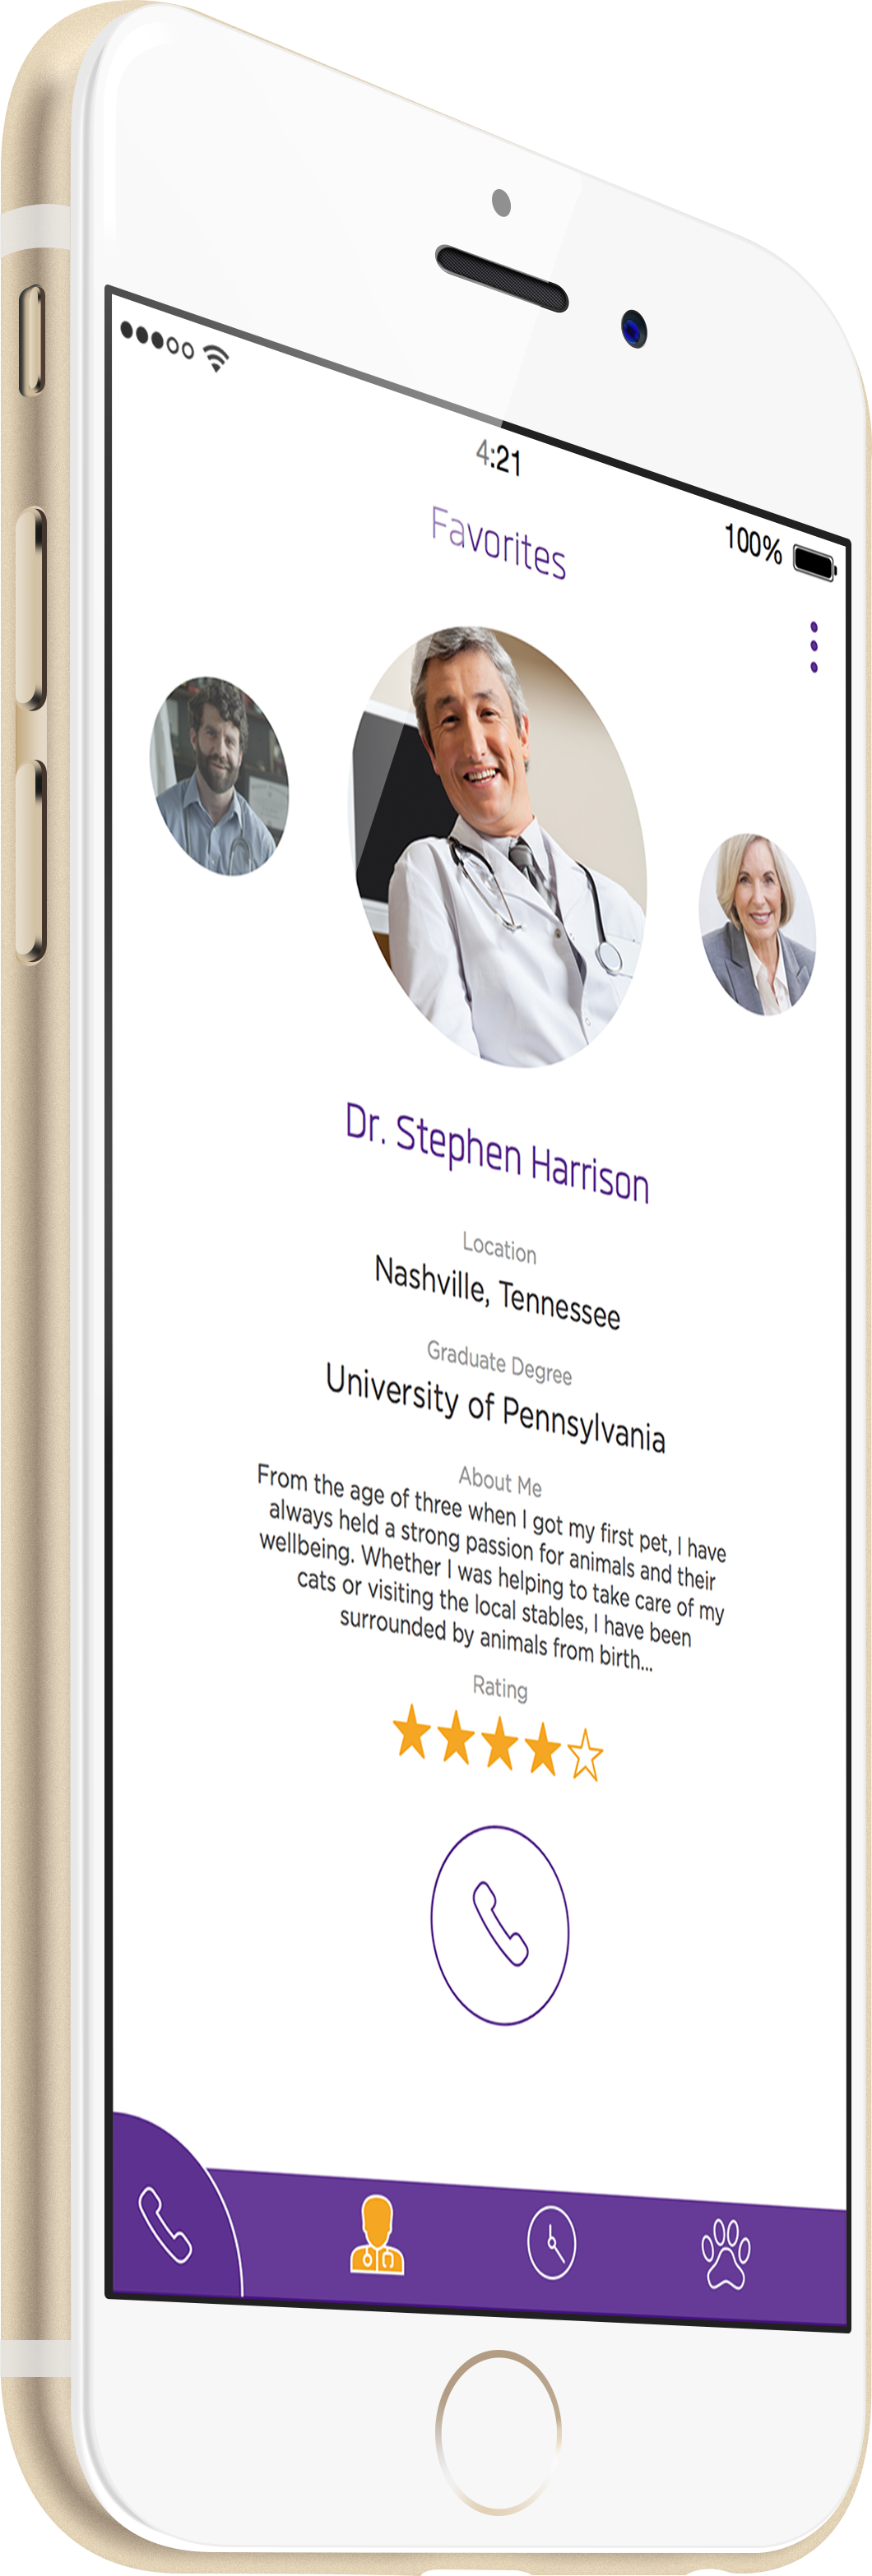 4:21
100%
Favorites
Dr. Stephen Harrison
Location
Nashville, Tennessee
Graduate Degree
University of Pennsylvania
About Me
From the age of three when I got my first pet, I have
always held a strong passion for animals and their
wellbeing. Whether I was helping to take care of my
cats or visiting the local stables, I have been
surrounded by animals from birth...
Rating